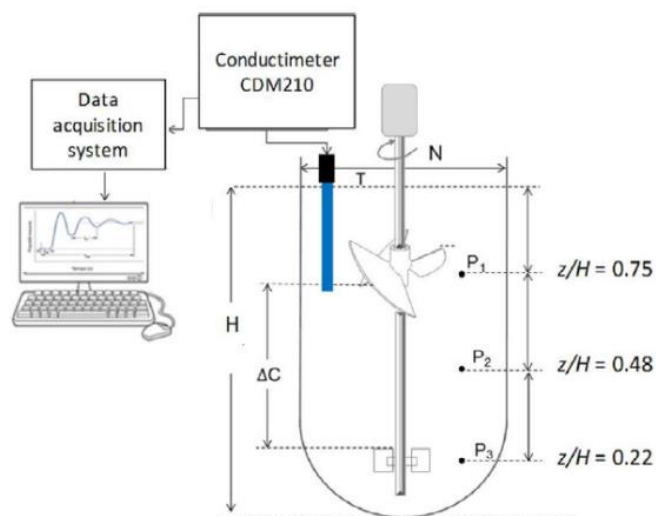 Conductimeter
CDM210
Data
acquisition
system
N
T
P1
z/H = 0.75
H
ΔC
P2
z/H = 0.48
P3
z/H = 0.22